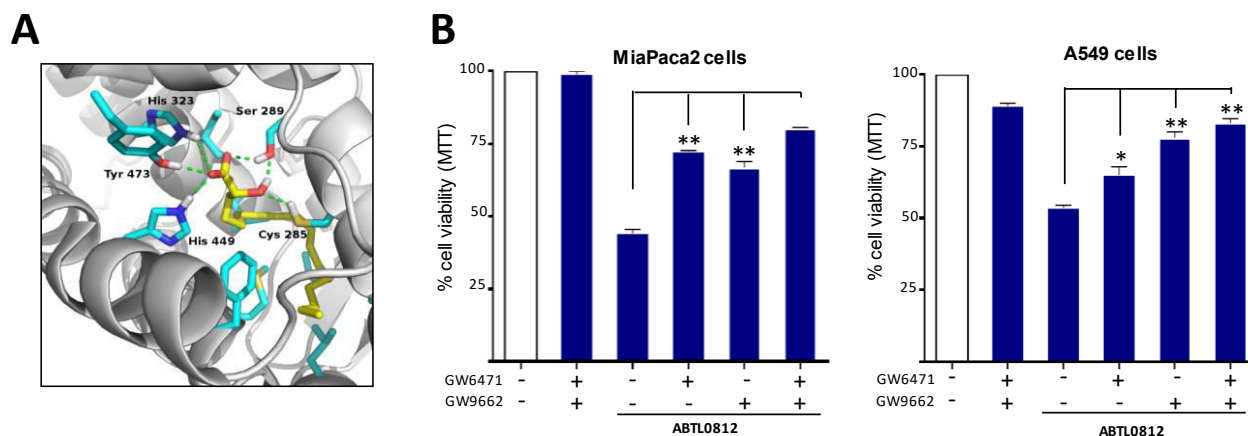 A
His 323
Ser 289
Tyr 473
His 449
Cys 285
B
MiaPaca2 cells
% cell viability (MTT)
100
75
50
25
**
**
GW6471 - + - + - +
GW9662 - + - - + +
ABTL0812
A549 cells
% cell viability (MTT)
100
75
50
25
*
**
**
GW6471 - + - + - +
GW9662 - + - - + +
ABTL0812